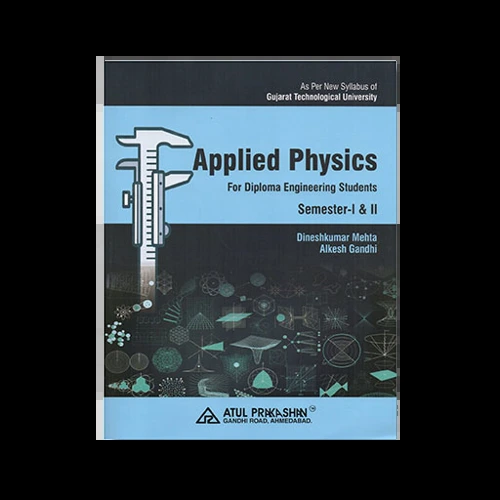 As Per New Syllabus of
Gujarat Technological University
Applied Physics
For Diploma Engineering Students
Semester-I & II
Dineshkumar Mehta
Alkesh Gandhi
ATUL PRAKASHAN™
GANDHI ROAD, AHMEDABAD.